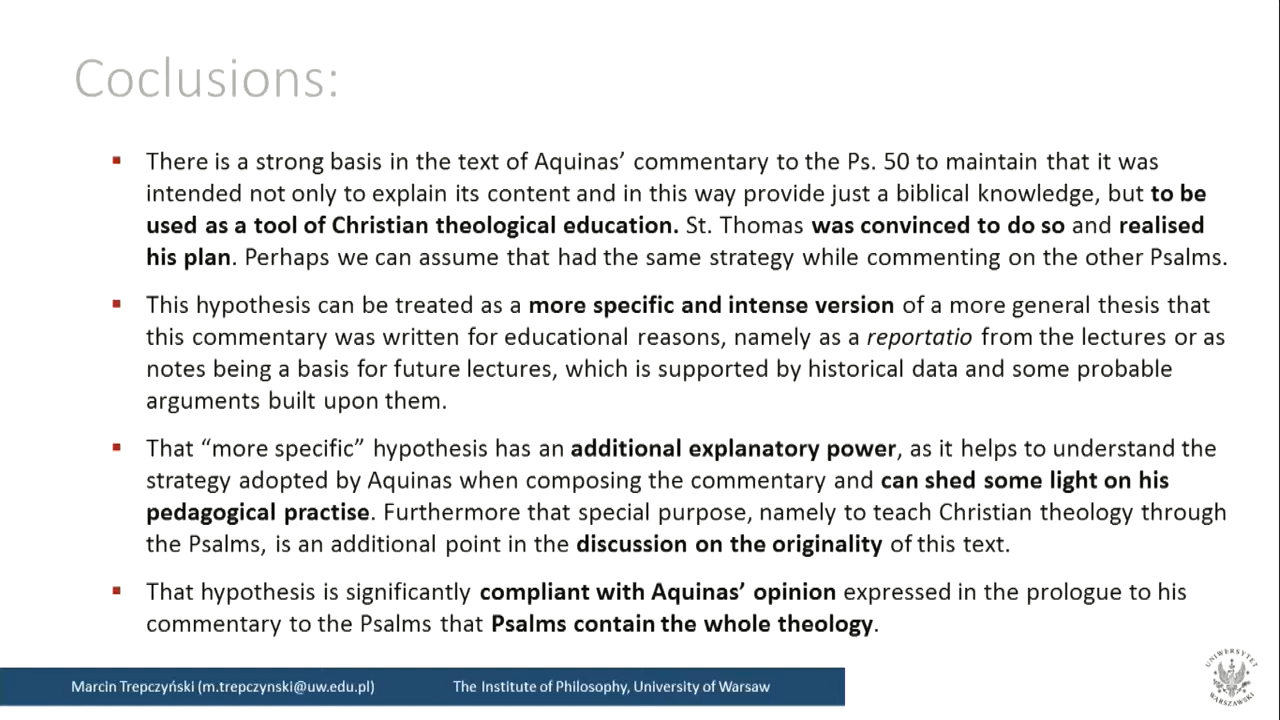 Coclusions:
There is a strong basis in the text of Aquinas’ commentary to the Ps. 50 to maintain that it was
intended not only to explain its content and in this way provide just a biblical knowledge, but to be
used as a tool of Christian theological education. St. Thomas was convinced to do so and realised
his plan. Perhaps we can assume that had the same strategy while commenting on the other Psalms.
This hypothesis can be treated as a more specific and intense version of a more general thesis that
this commentary was written for educational reasons, namely as a reportatio from the lectures or as
notes being a basis for future lectures, which is supported by historical data and some probable
arguments built upon them.
That “more specific” hypothesis has an additional explanatory power, as it helps to understand the
strategy adopted by Aquinas when composing the commentary and can shed some light on his
pedagogical practise. Furthermore that special purpose, namely to teach Christian theology through
the Psalms, is an additional point in the discussion on the originality of this text.
That hypothesis is significantly compliant with Aquinas’ opinion expressed in the prologue to his
commentary to the Psalms that Psalms contain the whole theology.
Marcin Trepczyński (m.trepczynski@uw.edu.pl) The Institute of Philosophy, University of Warsaw
UNIWERSYTET
WARSZAWSKI